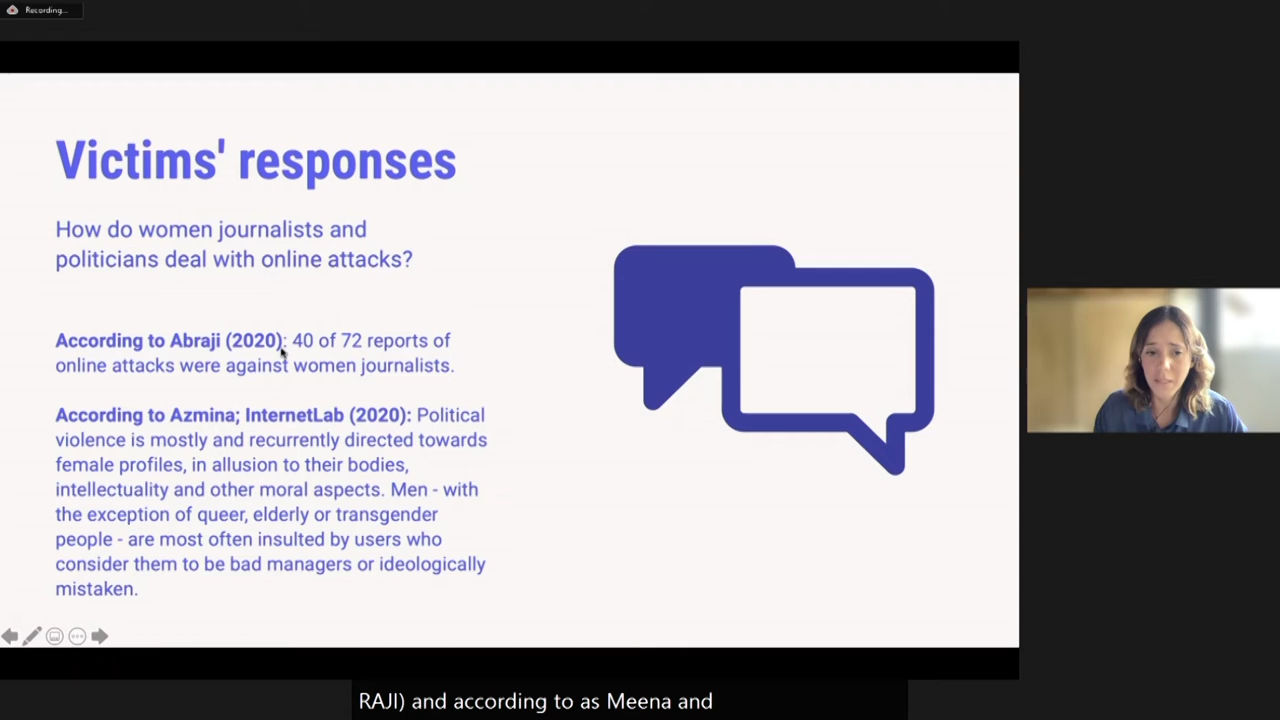 Recording...
Victims' responses
How do women journalists and
politicians deal with online attacks?
According to Abraji (2020): 40 of 72 reports of
online attacks were against women journalists.
According to Azmina; InternetLab (2020): Political
violence is mostly and recurrently directed towards
female profiles, in allusion to their bodies,
intellectuality and other moral aspects. Men - with
the exception of queer, elderly or transgender
people - are most often insulted by users who
consider them to be bad managers or ideologically
mistaken.
RAJI) and according to as Meena and